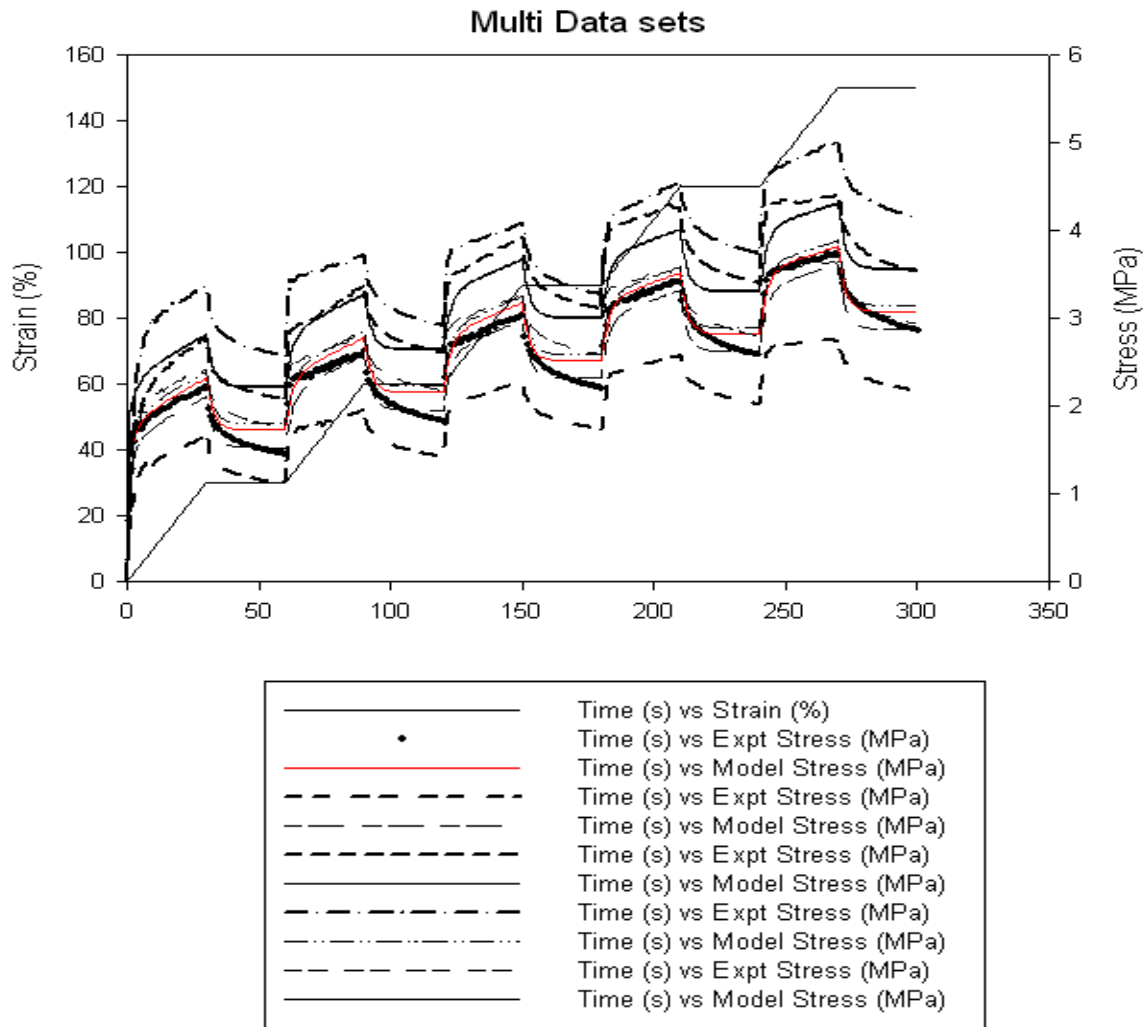 Multi Data sets
160
140
120
100
80
60
40
20
0
Strain (%)
6
5
4
3
2
1
0
Stress (MPa)
0 50 100 150 200 250 300 350
Time (s) vs Strain (%)
Time (s) vs Expt Stress (MPa)
Time (s) vs Model Stress (MPa)
Time (s) vs Expt Stress (MPa)
Time (s) vs Model Stress (MPa)
Time (s) vs Expt Stress (MPa)
Time (s) vs Model Stress (MPa)
Time (s) vs Expt Stress (MPa)
Time (s) vs Model Stress (MPa)
Time (s) vs Expt Stress (MPa)
Time (s) vs Model Stress (MPa)